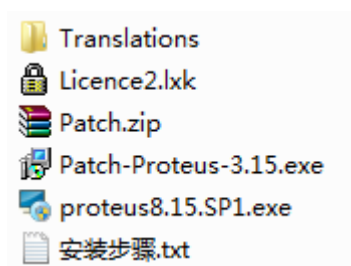 Translations
Licence2.lxk
Patch.zip
Patch-Proteus-3.15.exe
proteus8.15.SP1.exe
安装步骤.txt